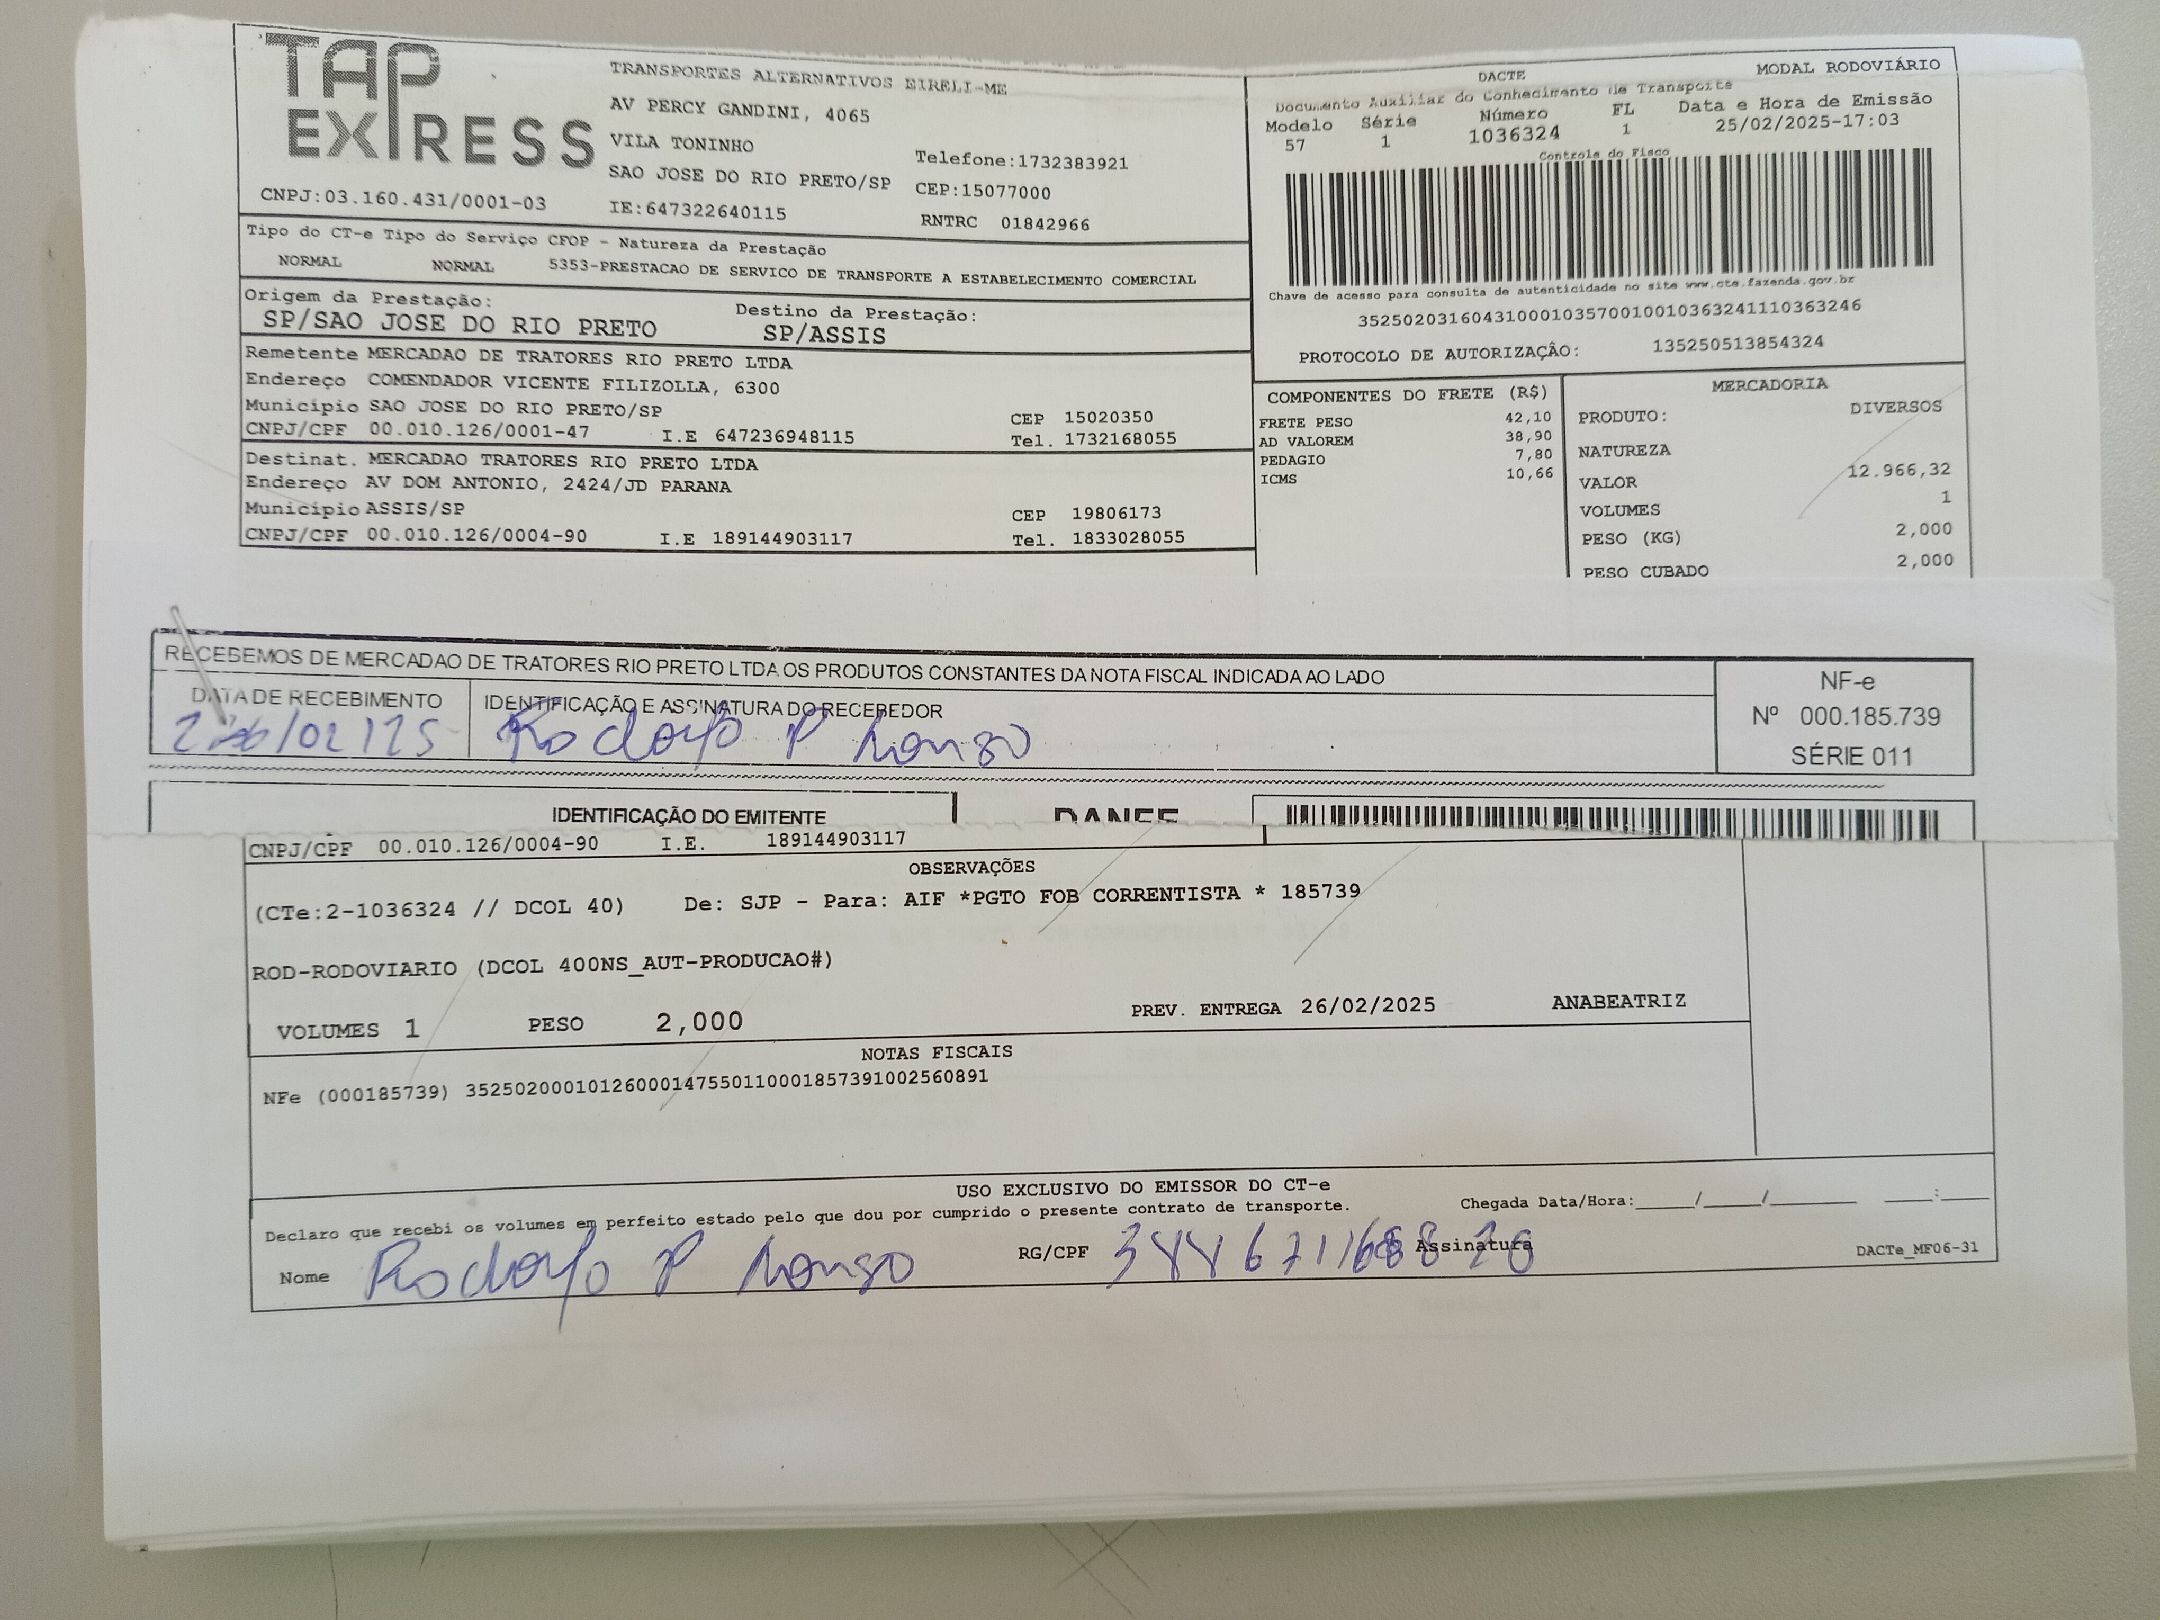 TAP EXPRESS
TRANSPORTES ALTERNATIVOS EIRELI-ME
AV PERCY GANDINI, 4065
VILA TONINHO
SAO JOSE DO RIO PRETO/SP
IE:647322640115
Telefone:1732383921
CEP:15077000
RNTRC 01842966
CNPJ:03.160.431/0001-03
DACTE MODAL RODOVIÁRIO
Documento Auxiliar do Conhecimento de Transporte
Modelo Série Número FL Data e Hora de Emissão
57 1 1036324 1 25/02/2025-17:03
Controle do Fisco
Chave de acesso para consulta de autenticidade no site www.cte.fazenda.gov.br
35250203160431000103570010010363241110363246
PROTOCOLO DE AUTORIZAÇÃO: 135250513854324
Tipo do CT-e Tipo do Serviço CFOP - Natureza da Prestação
NORMAL NORMAL 5353-PRESTACAO DE SERVICO DE TRANSPORTE A ESTABELECIMENTO COMERCIAL
Origem da Prestação: Destino da Prestação:
SP/SAO JOSE DO RIO PRETO SP/ASSIS
Remetente MERCADAO DE TRATORES RIO PRETO LTDA
Endereço COMENDADOR VICENTE FILIZOLLA, 6300
Município SAO JOSE DO RIO PRETO/SP CEP 15020350
CNPJ/CPF 00.010.126/0001-47 I.E 647236948115 Tel. 1732168055
Destinat. MERCADAO TRATORES RIO PRETO LTDA
Endereço AV DOM ANTONIO, 2424/JD PARANA
Município ASSIS/SP CEP 19806173
CNPJ/CPF 00.010.126/0004-90 I.E 189144903117 Tel. 1833028055
COMPONENTES DO FRETE (R$)
FRETE PESO 42,10
AD VALOREM 38,90
PEDAGIO 7,80
ICMS 10,66
MERCADORIA
PRODUTO: DIVERSOS
NATUREZA
VALOR 12.966,32
VOLUMES 1
PESO (KG) 2,000
PESO CUBADO 2,000
RECEBEMOS DE MERCADAO DE TRATORES RIO PRETO LTDA OS PRODUTOS CONSTANTES DA NOTA FISCAL INDICADA AO LADO
DATA DE RECEBIMENTO IDENTIFICAÇÃO E ASSINATURA DO RECEBEDOR
Rodolfo P
NF-e
Nº 000.185.739
SÉRIE 011
IDENTIFICAÇÃO DO EMITENTE DANFE
CNPJ/CPF 00.010.126/0004-90 I.E. 189144903117
OBSERVAÇÕES
(CTe:2-1036324 // DCOL 40) De: SJP - Para: AIF *PGTO FOB CORRENTISTA * 185739
ROD-RODOVIARIO (DCOL 400NS_AUT-PRODUCAO#)
VOLUMES 1 PESO 2,000 PREV. ENTREGA 26/02/2025 ANABEATRIZ
NOTAS FISCAIS
NFe (000185739) 35250200010126000147550110001857391002560891
USO EXCLUSIVO DO EMISSOR DO CT-e
Declaro que recebi os volumes em perfeito estado pelo que dou por cumprido o presente contrato de transporte. Chegada Data/Hora:____/____/______ ____:____
Nome Rodolfo P RG/CPF Assinatura DACTe_MF06-31